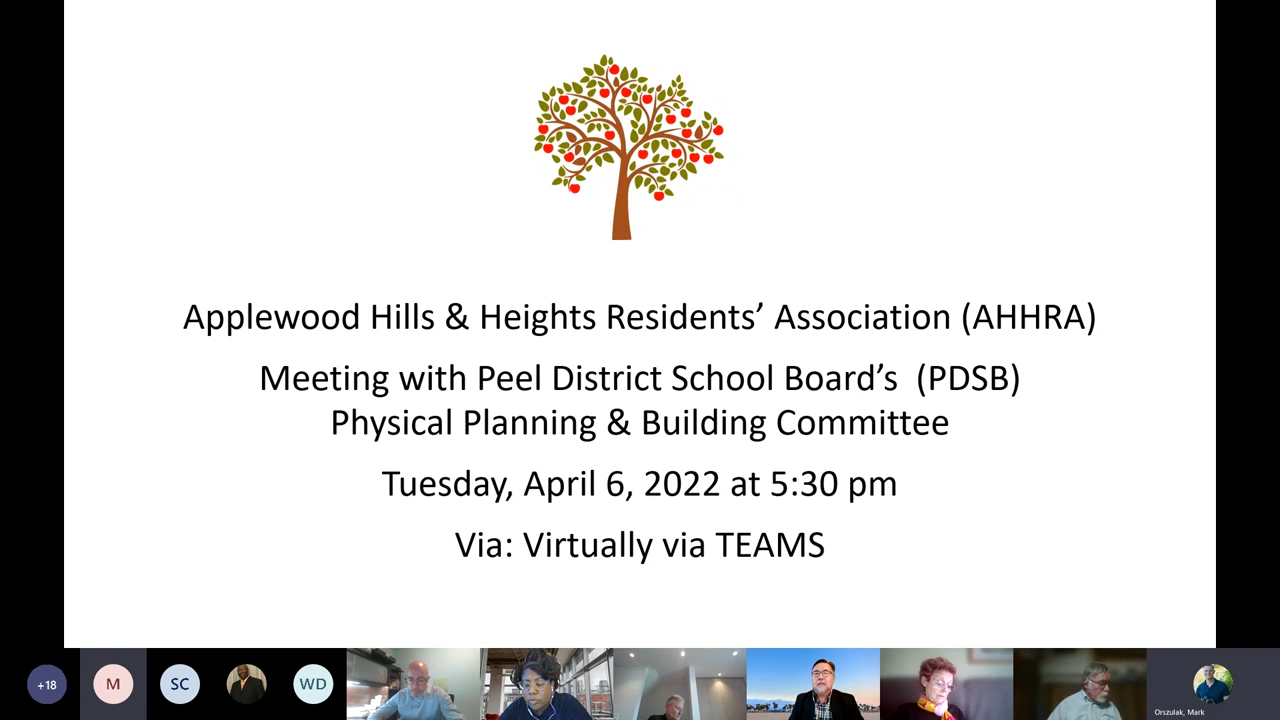 Applewood Hills & Heights Residents’ Association (AHHRA)
Meeting with Peel District School Board’s (PDSB)
Physical Planning & Building Committee
Tuesday, April 6, 2022 at 5:30 pm
Via: Virtually via TEAMS
+18
M
SC
WD
Orszulak, Mark